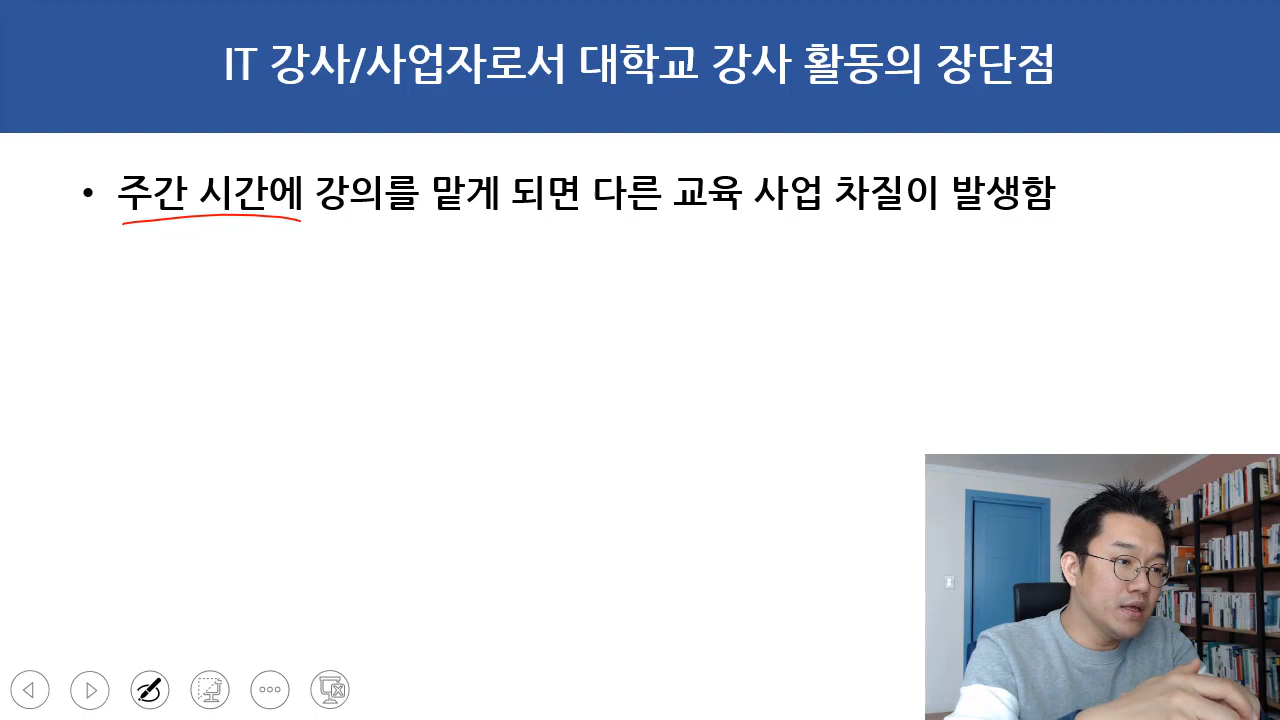 IT 강사/사업자로서 대학교 강사 활동의 장단점
• 주간 시간에 강의를 맡게 되면 다른 교육 사업 차질이 발생함